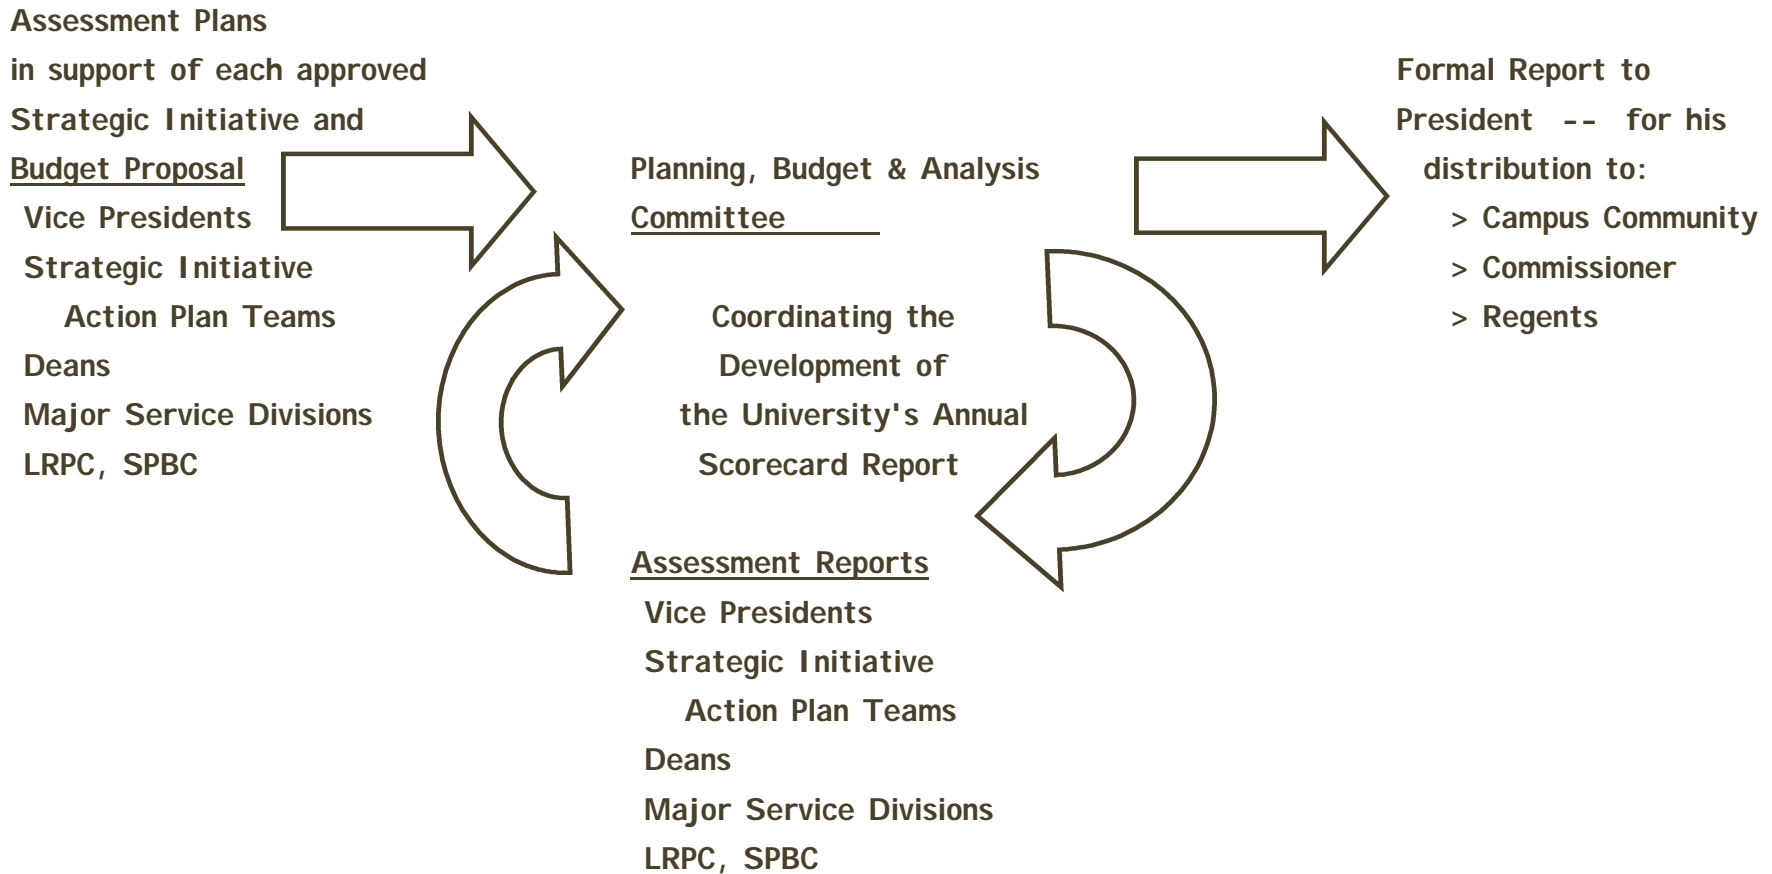 Assessment Plans
in support of each approved
Strategic Initiative and
Budget Proposal
Vice Presidents
Strategic Initiative
Action Plan Teams
Deans
Major Service Divisions
LRPC, SPBC
Planning, Budget & Analysis
Committee
Coordinating the
Development of
the University's Annual
Scorecard Report
Assessment Reports
Vice Presidents
Strategic Initiative
Action Plan Teams
Deans
Major Service Divisions
LRPC, SPBC
Formal Report to
President -- for his
distribution to:
> Campus Community
> Commissioner
> Regents